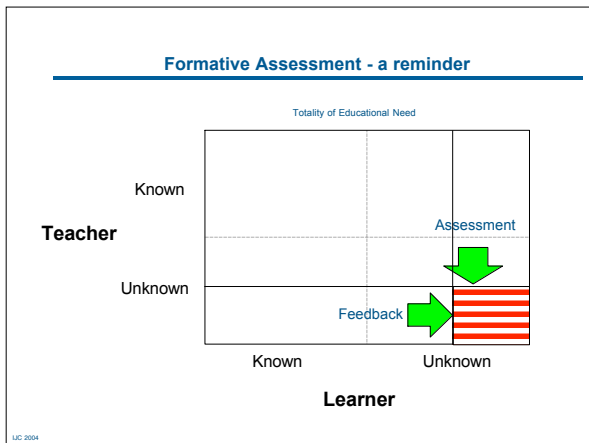 Formative Assessment - a reminder
Totality of Educational Need
Known
Teacher
Assessment
Unknown
Feedback
Known
Unknown
Learner
IJC 2004